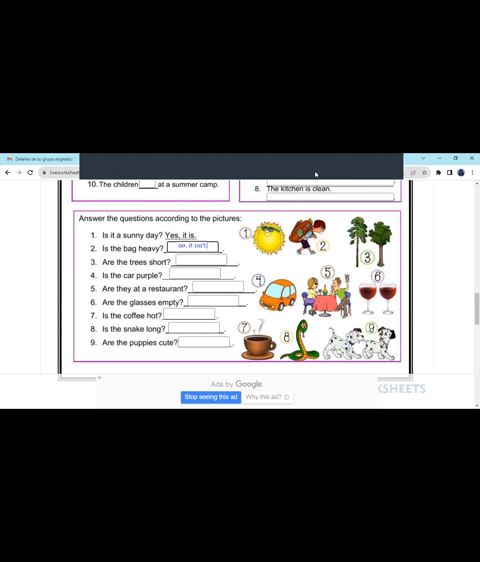 Detalles de su grupo asignado
liveworksheet
10. The children____ at a summer camp.
8. The kitchen is clean.
Answer the questions according to the pictures:
1. Is it a sunny day? Yes, it is.
2. Is the bag heavy? no, it isn't.
3. Are the trees short? .
4. Is the car purple? .
5. Are they at a restaurant? .
6. Are the glasses empty? .
7. Is the coffee hot? .
8. Is the snake long? .
9. Are the puppies cute? .
1
2
3
4
5
6
7
8
9
Ads by Google
Stop seeing this ad
Why this ad?
KSHEETS